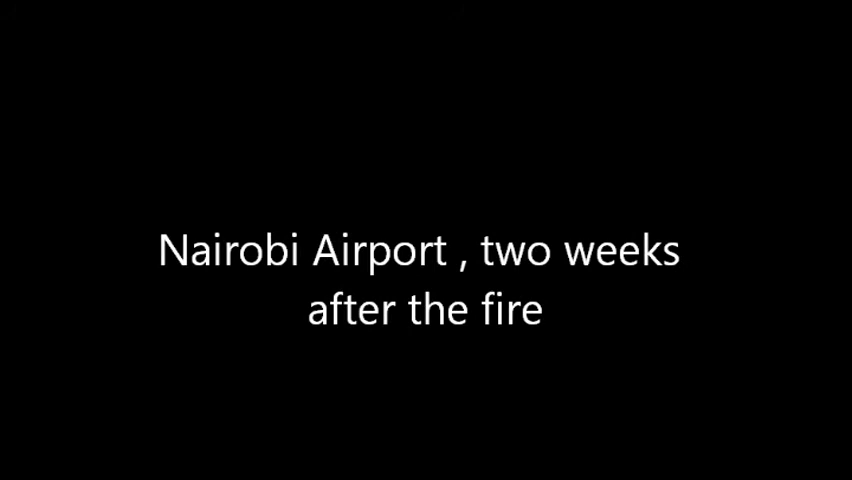 Nairobi Airport , two weeks
after the fire